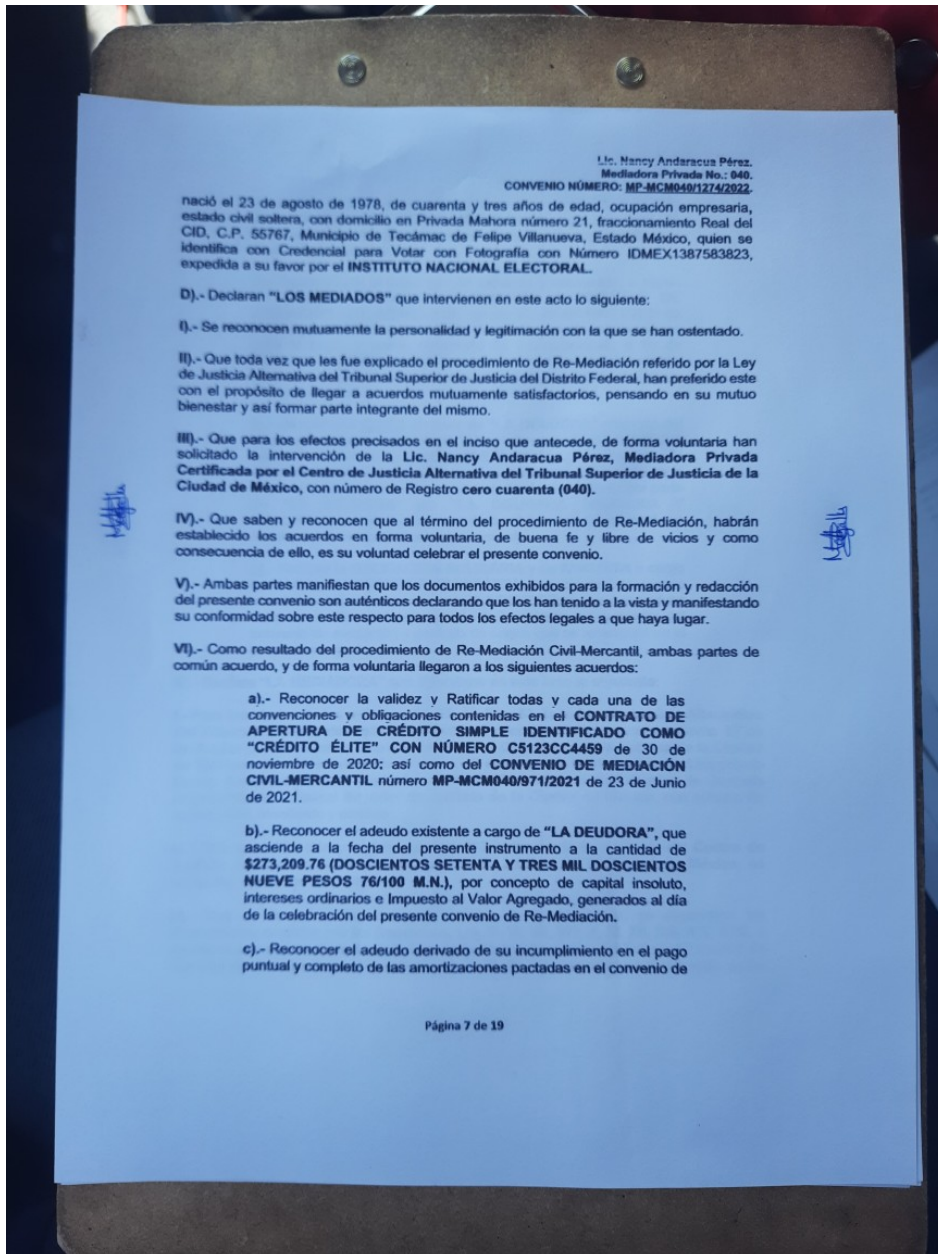 Lic. Nancy Andaracua Pérez.
Mediadora Privada No.: 040.
CONVENIO NÚMERO: MP-MCM040/1274/2022.
nació el 23 de agosto de 1978, de cuarenta y tres años de edad, ocupación empresaria,
estado civil soltera, con domicilio en Privada Mahora número 21, fraccionamiento Real del
CID, C.P. 55767, Municipio de Tecámac de Felipe Villanueva, Estado México, quien se
identifica con Credencial para Votar con Fotografía con Número IDMEX1387583823,
expedida a su favor por el INSTITUTO NACIONAL ELECTORAL.
D).- Declaran “LOS MEDIADOS” que intervienen en este acto lo siguiente:
I).- Se reconocen mutuamente la personalidad y legitimación con la que se han ostentado.
II).- Que toda vez que les fue explicado el procedimiento de Re-Mediación referido por la Ley
de Justicia Alternativa del Tribunal Superior de Justicia del Distrito Federal, han preferido este
con el propósito de llegar a acuerdos mutuamente satisfactorios, pensando en su mutuo
bienestar y así formar parte integrante del mismo.
III).- Que para los efectos precisados en el inciso que antecede, de forma voluntaria han
solicitado la intervención de la Lic. Nancy Andaracua Pérez, Mediadora Privada
Certificada por el Centro de Justicia Alternativa del Tribunal Superior de Justicia de la
Ciudad de México, con número de Registro cero cuarenta (040).
IV).- Que saben y reconocen que al término del procedimiento de Re-Mediación, habrán
establecido los acuerdos en forma voluntaria, de buena fe y libre de vicios y como
consecuencia de ello, es su voluntad celebrar el presente convenio.
V).- Ambas partes manifiestan que los documentos exhibidos para la formación y redacción
del presente convenio son auténticos declarando que los han tenido a la vista y manifestando
su conformidad sobre este respecto para todos los efectos legales a que haya lugar.
VI).- Como resultado del procedimiento de Re-Mediación Civil-Mercantil, ambas partes de
común acuerdo, y de forma voluntaria llegaron a los siguientes acuerdos:
a).- Reconocer la validez y Ratificar todas y cada una de las
convenciones y obligaciones contenidas en el CONTRATO DE
APERTURA DE CRÉDITO SIMPLE IDENTIFICADO COMO
“CRÉDITO ÉLITE” CON NÚMERO C5123CC4459 de 30 de
noviembre de 2020; así como del CONVENIO DE MEDIACIÓN
CIVIL-MERCANTIL número MP-MCM040/971/2021 de 23 de Junio
de 2021.
b).- Reconocer el adeudo existente a cargo de “LA DEUDORA”, que
asciende a la fecha del presente instrumento a la cantidad de
$273,209.76 (DOSCIENTOS SETENTA Y TRES MIL DOSCIENTOS
NUEVE PESOS 76/100 M.N.), por concepto de capital insoluto,
intereses ordinarios e Impuesto al Valor Agregado, generados al día
de la celebración del presente convenio de Re-Mediación.
c).- Reconocer el adeudo derivado de su incumplimiento en el pago
puntual y completo de las amortizaciones pactadas en el convenio de
Página 7 de 19